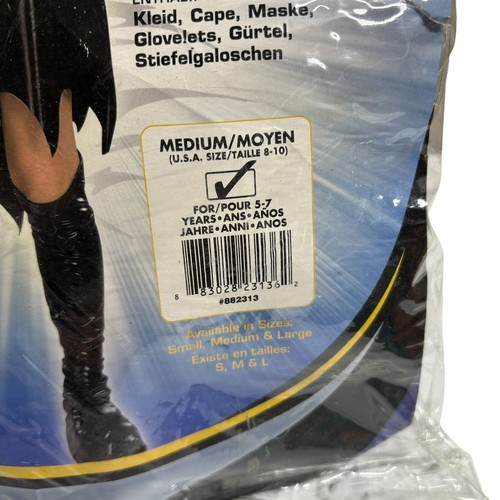 Kleid, Cape, Maske,
Glovelets, Gürtel,
Stiefelgaloschen
MEDIUM/MOYEN
(U.S.A. SIZE/TAILLE 8-10)
FOR/POUR 5-7
YEARS•ANS•AÑOS
JAHRE•ANNI•ANOS
8 83028 23136 2
#882313
Available in Sizes:
Small, Medium & Large
Existe en tailles:
S, M & L